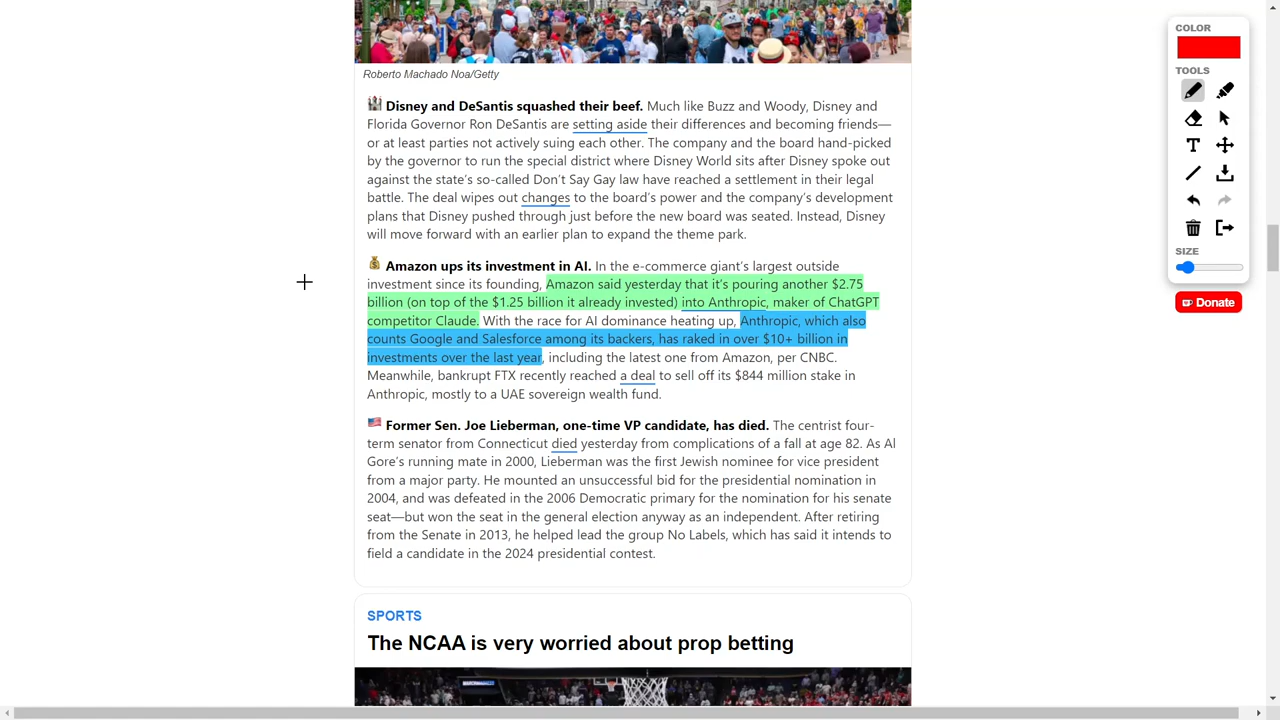 COLOR
TOOLS
SIZE
Donate
Roberto Machado Noa/Getty
Disney and DeSantis squashed their beef. Much like Buzz and Woody, Disney and
Florida Governor Ron DeSantis are setting aside their differences and becoming friends—
or at least parties not actively suing each other. The company and the board hand-picked
by the governor to run the special district where Disney World sits after Disney spoke out
against the state's so-called Don't Say Gay law have reached a settlement in their legal
battle. The deal wipes out changes to the board's power and the company's development
plans that Disney pushed through just before the new board was seated. Instead, Disney
will move forward with an earlier plan to expand the theme park.
Amazon ups its investment in AI. In the e-commerce giant's largest outside
investment since its founding, Amazon said yesterday that it's pouring another $2.75
billion (on top of the $1.25 billion it already invested) into Anthropic, maker of ChatGPT
competitor Claude. With the race for AI dominance heating up, Anthropic, which also
counts Google and Salesforce among its backers, has raked in over $10+ billion in
investments over the last year, including the latest one from Amazon, per CNBC.
Meanwhile, bankrupt FTX recently reached a deal to sell off its $844 million stake in
Anthropic, mostly to a UAE sovereign wealth fund.
Former Sen. Joe Lieberman, one-time VP candidate, has died. The centrist four-
term senator from Connecticut died yesterday from complications of a fall at age 82. As Al
Gore's running mate in 2000, Lieberman was the first Jewish nominee for vice president
from a major party. He mounted an unsuccessful bid for the presidential nomination in
2004, and was defeated in the 2006 Democratic primary for the nomination for his senate
seat—but won the seat in the general election anyway as an independent. After retiring
from the Senate in 2013, he helped lead the group No Labels, which has said it intends to
field a candidate in the 2024 presidential contest.
SPORTS
The NCAA is very worried about prop betting